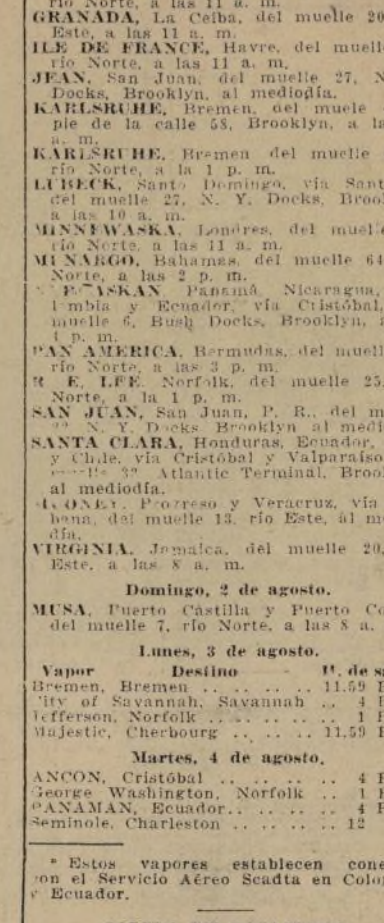 río Norte, a las 11 a. m.
GRANADA, La Ceiba, del muelle 20
Este, a las 11 a. m.
ILE DE FRANCE, Havre, del muell
río Norte, a las 11 a. m.
JEAN, San Juan, del muelle 27, N
Docks, Brooklyn, al mediodía.
KARLSRUHE, Bremen, del muele
pie de la calle 58, Brooklyn, a la
a. m.
KARLSRUHE, Bremen del muelle
río Norte, a la 1 p. m.
LUBECK, Santo Domingo, vía Sant
del muelle 27, N. Y. Docks, Broo
a las 10 a. m.
MINNEWASKA, Londres, del muell
río Norte, a las 11 a. m.
MUNARGO, Bahamas, del muelle 64
Norte, a las 2 p. m.
Panamá, Nicaragua,
y Ecuador, vía Cristóbal,
muelle 6, Bush Docks, Brooklyn, a
1 p. m.
PAN AMERICA, Bermudas, del muell
río Norte, a las 3 p. m.
R E. LEE, Norfolk, del muelle 25,
Norte, a la 1 p. m.
SAN JUAN, San Juan, P. R., del m
N. Y. Docks Brooklyn al medi
SANTA CLARA, Honduras, Ecuador,
y Chile, vía Cristóbal y Valparaíso
Atlantic Terminal, Broo
al mediodía.
Progreso y Veracruz, vía
bana, del muelle 13, río Este, al m
día.
VIRGINIA, Jamaica, del muelle 20,
Este, a las 8 a. m.
Domingo, 2 de agosto.
MUSA, Puerto Castilla y Puerto Co
del muelle 7, río Norte, a las 8 a.
Lunes, 3 de agosto.
Vapor Destino - H. de s
Bremen, Bremen .. .. .. .. 11.59 P
City of Savannah, Savannah .. 4 P
Jefferson, Norfolk .. .. .. .. 1 P
Majestic, Cherbourg .. .. .. 11.59 P
Martes, 4 de agosto.
ANCON, Cristóbal .. .. .. .. 4 P
George Washington, Norfolk .. 1 P
PANAMAN, Ecuador.. .. .. .. 4 P
Seminole, Charleston .. .. .. .. 12
* Estos vapores establecen cone
con el Servicio Aéreo Scadta en Colo
y Ecuador.